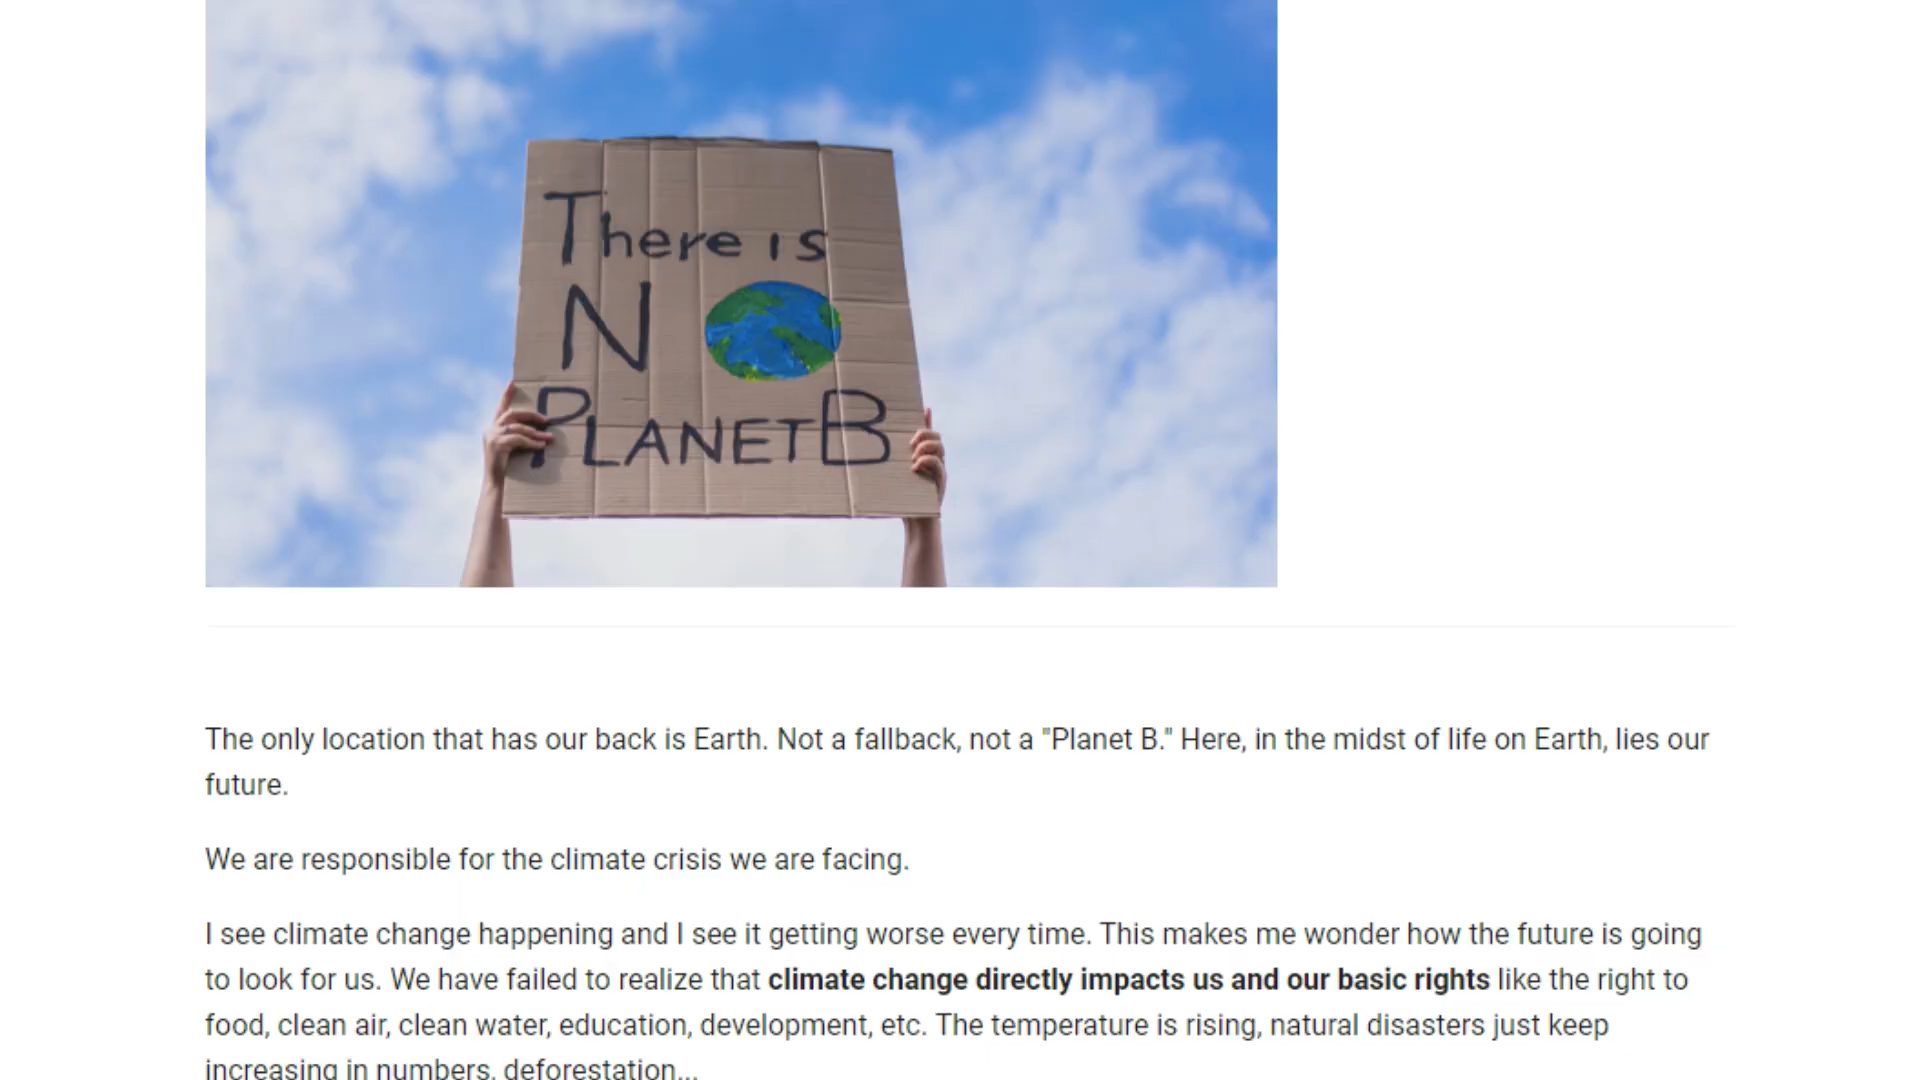 There is
N
PLANET B
The only location that has our back is Earth. Not a fallback, not a "Planet B." Here, in the midst of life on Earth, lies our
future.
We are responsible for the climate crisis we are facing.
I see climate change happening and I see it getting worse every time. This makes me wonder how the future is going
to look for us. We have failed to realize that climate change directly impacts us and our basic rights like the right to
food, clean air, clean water, education, development, etc. The temperature is rising, natural disasters just keep
increasing in numbers, deforestation...